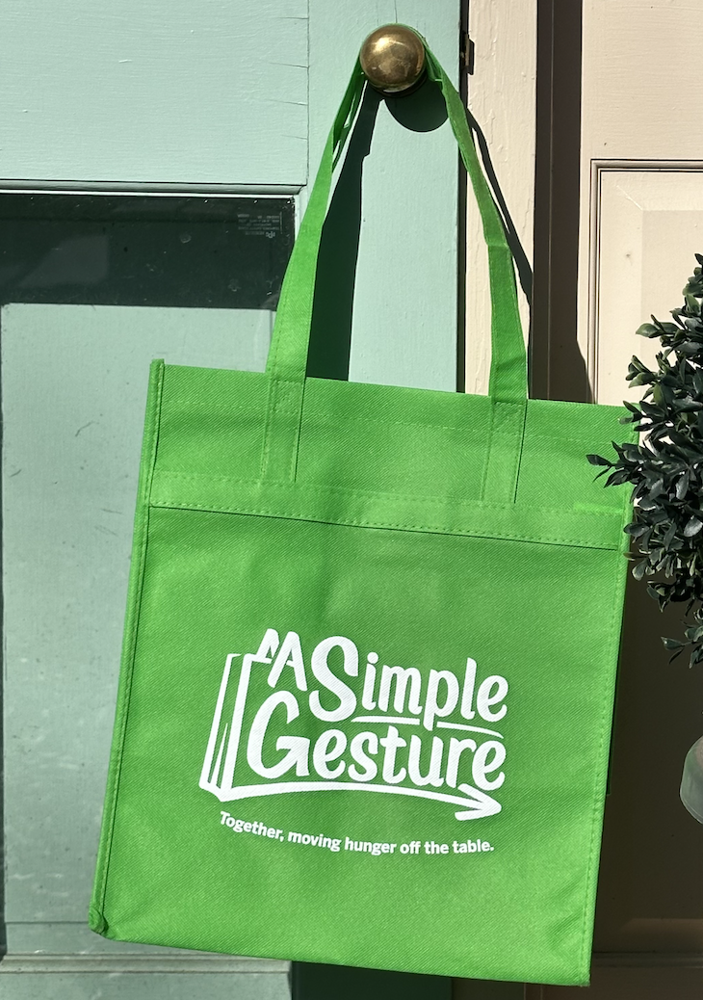 A Simple
Gesture
Together, moving hunger off the table.